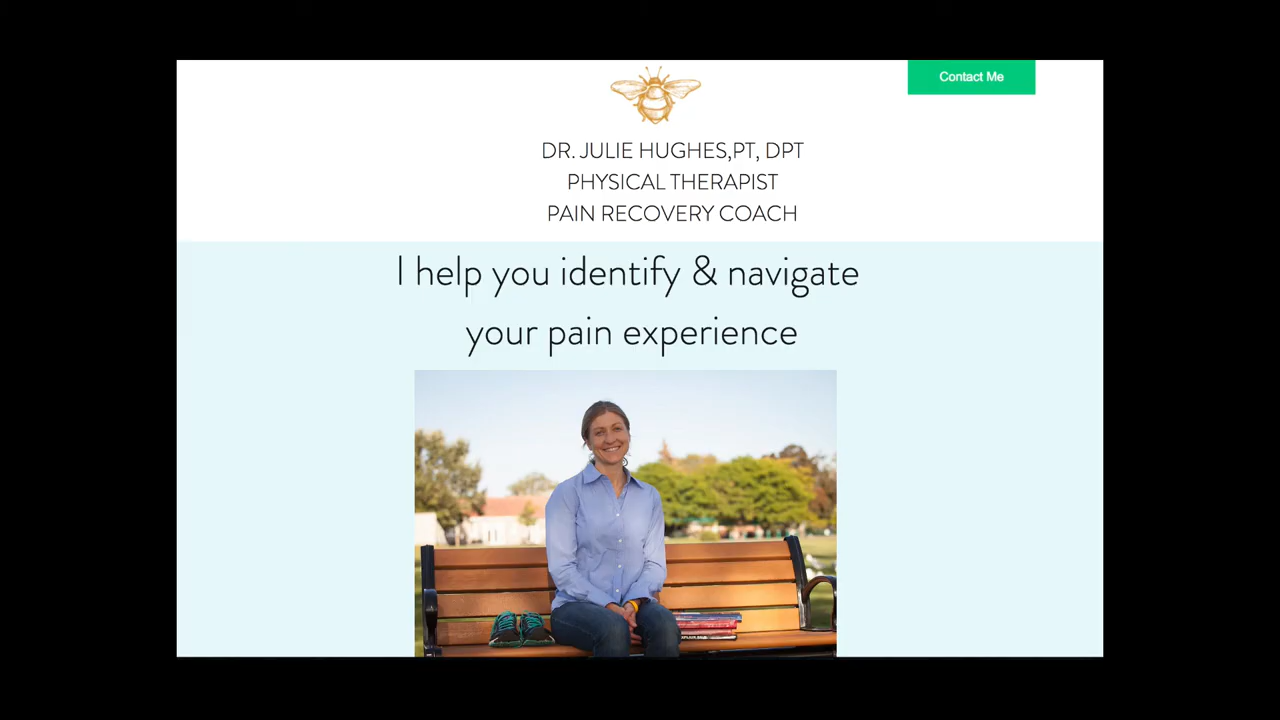 Contact Me
DR. JULIE HUGHES,PT, DPT
PHYSICAL THERAPIST
PAIN RECOVERY COACH
I help you identify & navigate
your pain experience